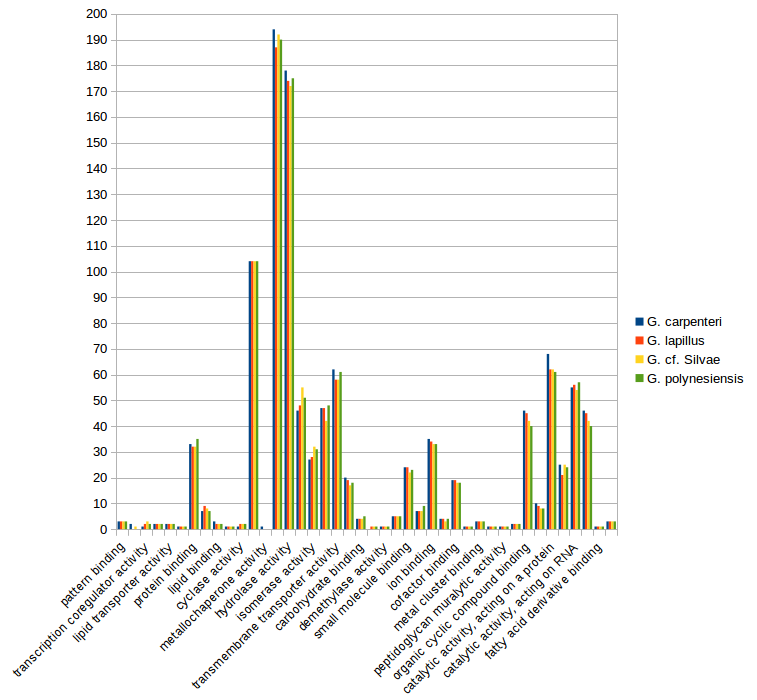 200
190
180
170
160
150
140
130
120
110
100
90
80
70
60
50
40
30
20
10
0
pattern binding
transcription coregulator activity
lipid transporter activity
protein binding
lipid binding
cyclase activity
metallochaperone activity
hydrolase activity
isomerase activity
transmembrane transporter activity
carbohydrate binding
demethylase activity
small molecule binding
ion binding
cofactor binding
metal cluster binding
peptidoglycan muralytic activity
organic cyclic compound binding
catalytic activity, acting on a protein
catalytic activity, acting on RNA
fatty acid derivative binding
G. carpenteri
G. lapillus
G. cf. Silvae
G. polynesiensis